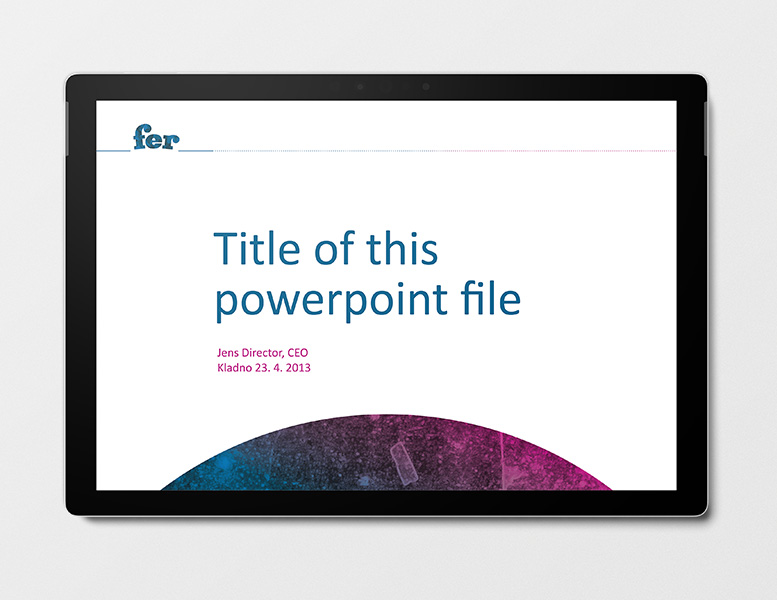 fer
Title of this
powerpoint file
Jens Director, CEO
Kladno 23. 4. 2013